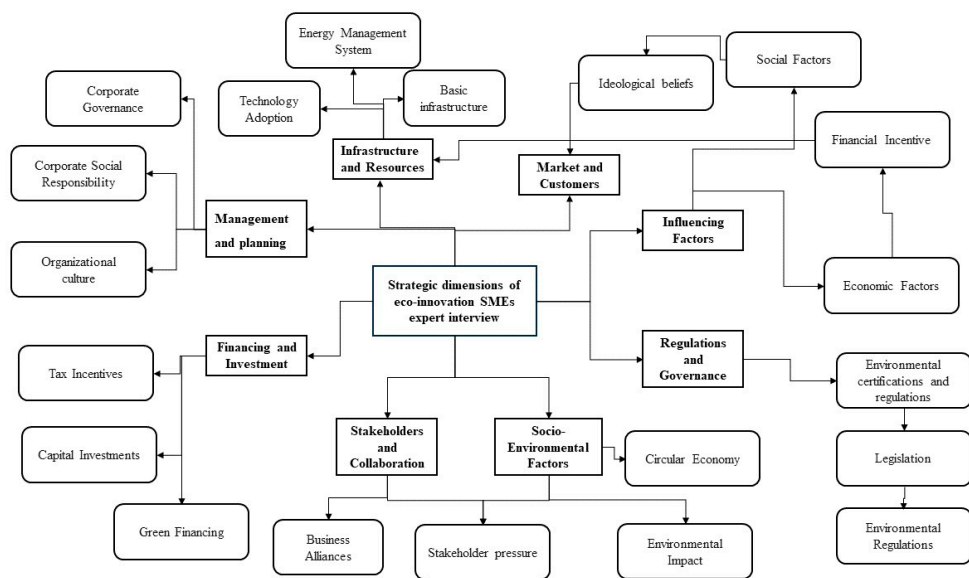 Energy Management
System
Social Factors
Corporate
Governance
Ideological beliefs
Basic
infrastructure
Technology
Adoption
Financial Incentive
Infrastructure
and Resources
Market and
Customers
Corporate Social
Responsibility
Management
and planning
Influencing
Factors
Organizational
culture
Strategic dimensions of
eco-innovation SMEs
expert interview
Economic Factors
Financing and
Investment
Regulations and
Governance
Tax Incentives
Environmental
certifications and
regulations
Stakeholders
and
Collaboration
Socio-
Environmental
Factors
Capital Investments
Circular Economy
Legislation
Green Financing
Business
Alliances
Stakeholder pressure
Environmental
Impact
Environmental
Regulations